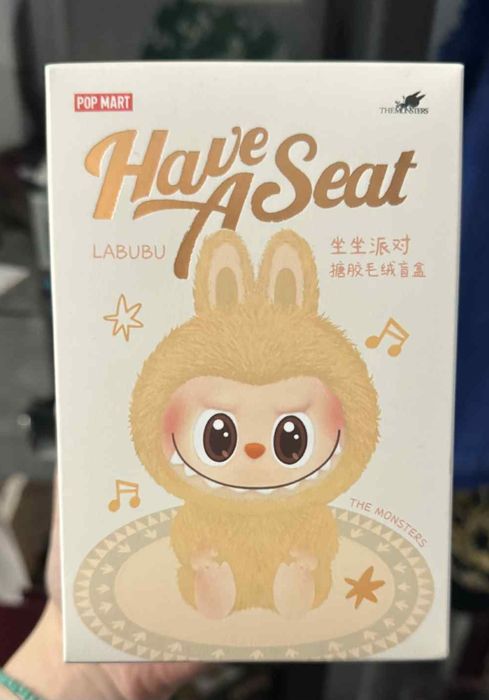 POP MART
THE MONSTERS
Have
A Seat
LABUBU
坐坐派对
搪胶毛绒盲盒
THE MONSTERS